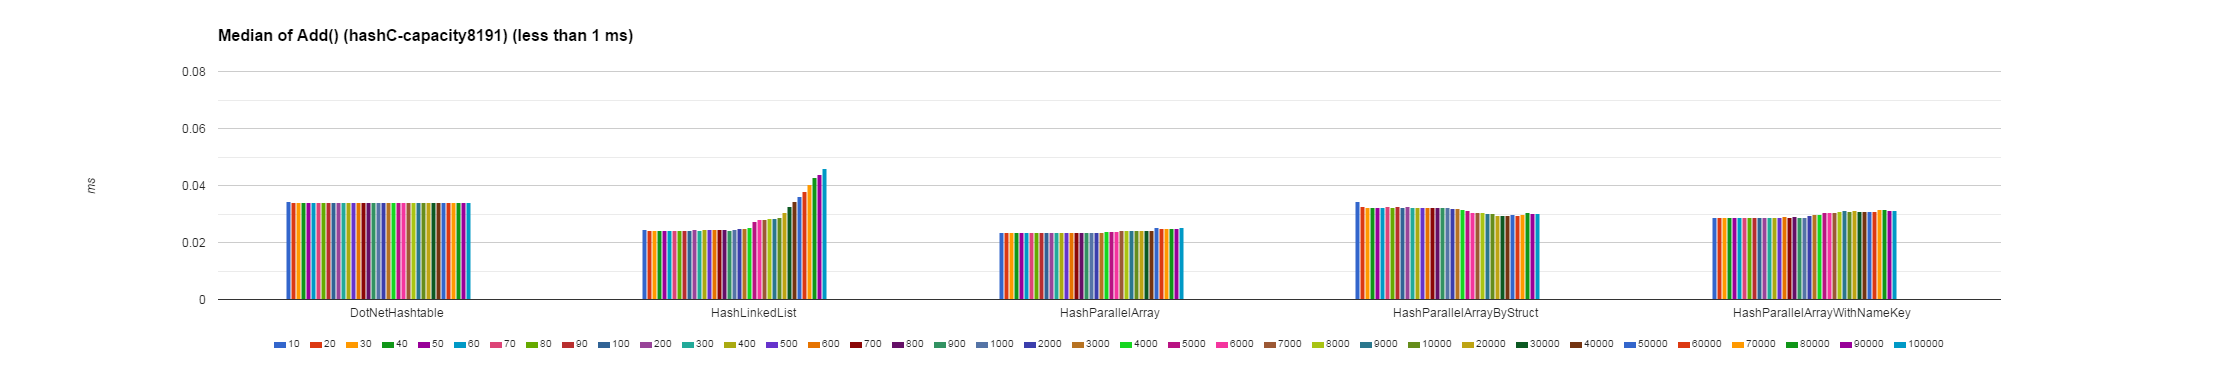 Median of Add() (hashC-capacity8191) (less than 1 ms)
0.08
0.06
ms
0.04
0.02
0
DotNetHashtable HashLinkedList HashParallelArray HashParallelArrayByStruct HashParallelArrayWithNameKey
10 20 30 40 50 60 70 80 90 100 200 300 400 500 600 700 800 900 1000 2000 3000 4000 5000 6000 7000 8000 9000 10000 20000 30000 40000 50000 60000 70000 80000 90000 100000